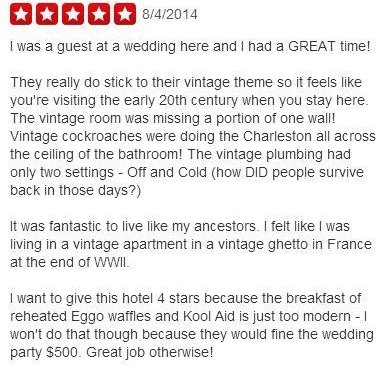 8/4/2014
I was a guest at a wedding here and I had a GREAT time!
They really do stick to their vintage theme so it feels like
you're visiting the early 20th century when you stay here.
The vintage room was missing a portion of one wall!
Vintage cockroaches were doing the Charleston all across
the ceiling of the bathroom! The vintage plumbing had
only two settings - Off and Cold (how DID people survive
back in those days?)
It was fantastic to live like my ancestors. I felt like I was
living in a vintage apartment in a vintage ghetto in France
at the end of WWII.
I want to give this hotel 4 stars because the breakfast of
reheated Eggo waffles and Kool Aid is just too modern - I
won't do that though because they would fine the wedding
party $500. Great job otherwise!